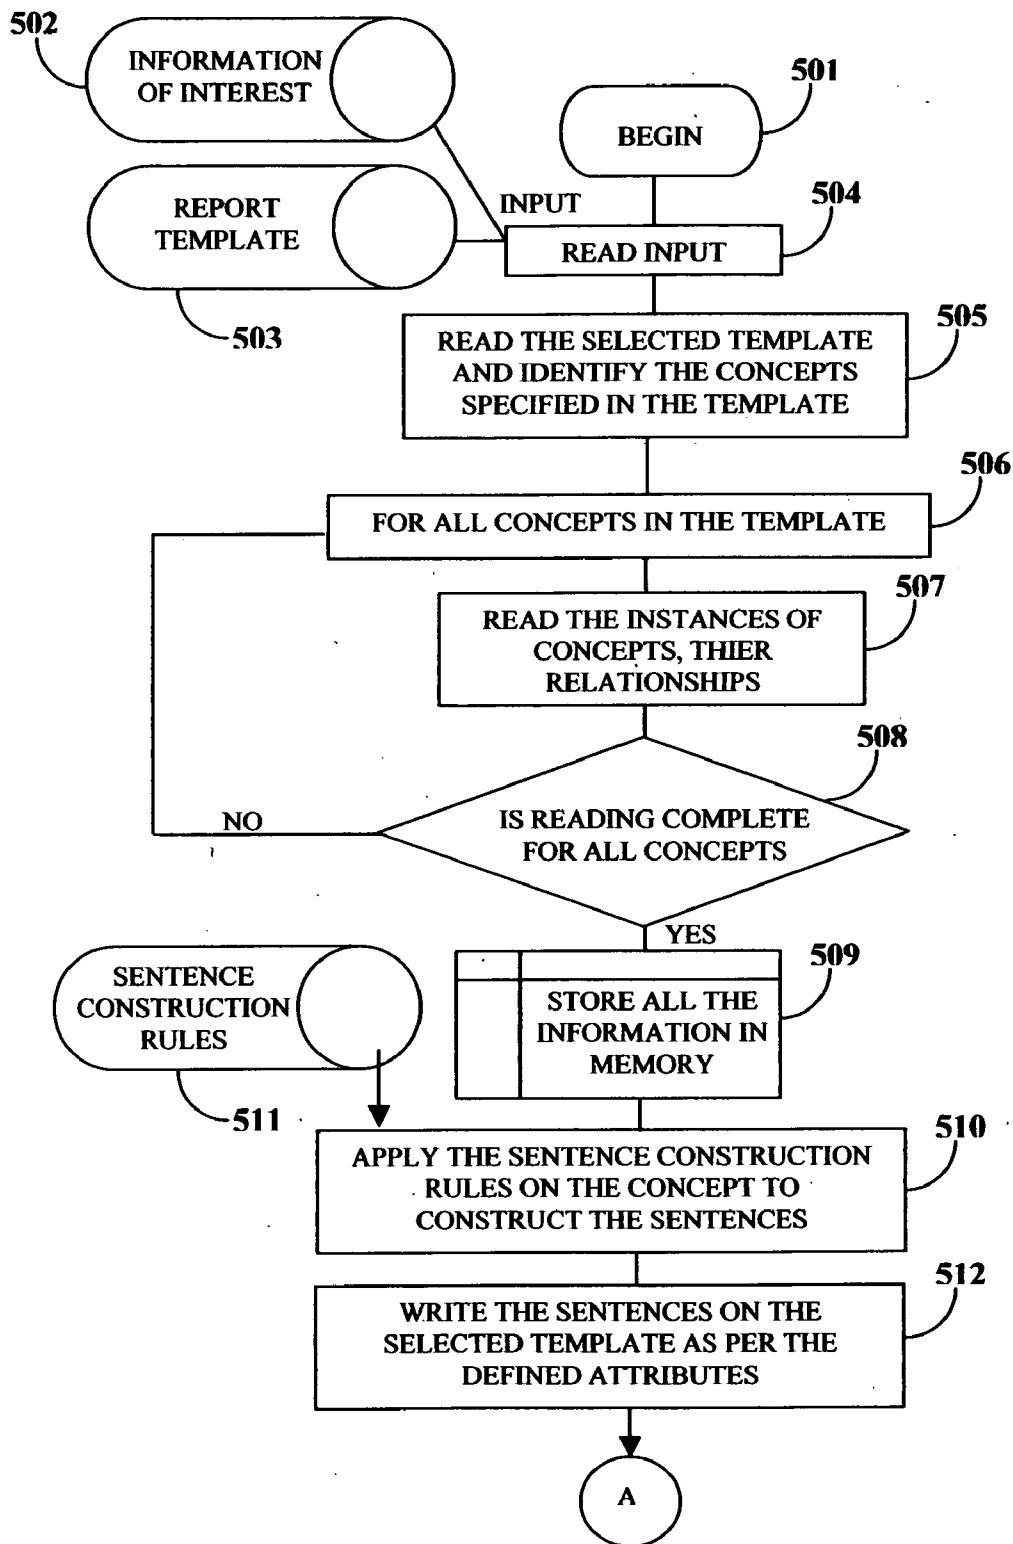 502
INFORMATION
OF INTEREST
501
BEGIN
REPORT
TEMPLATE
INPUT
504
READ INPUT
503
505
READ THE SELECTED TEMPLATE
AND IDENTIFY THE CONCEPTS
SPECIFIED IN THE TEMPLATE
506
FOR ALL CONCEPTS IN THE TEMPLATE
507
READ THE INSTANCES OF
CONCEPTS, THIER
RELATIONSHIPS
508
IS READING COMPLETE
FOR ALL CONCEPTS
NO
YES
509
STORE ALL THE
INFORMATION IN
MEMORY
SENTENCE
CONSTRUCTION
RULES
511
510
APPLY THE SENTENCE CONSTRUCTION
RULES ON THE CONCEPT TO
CONSTRUCT THE SENTENCES
512
WRITE THE SENTENCES ON THE
SELECTED TEMPLATE AS PER THE
DEFINED ATTRIBUTES
A